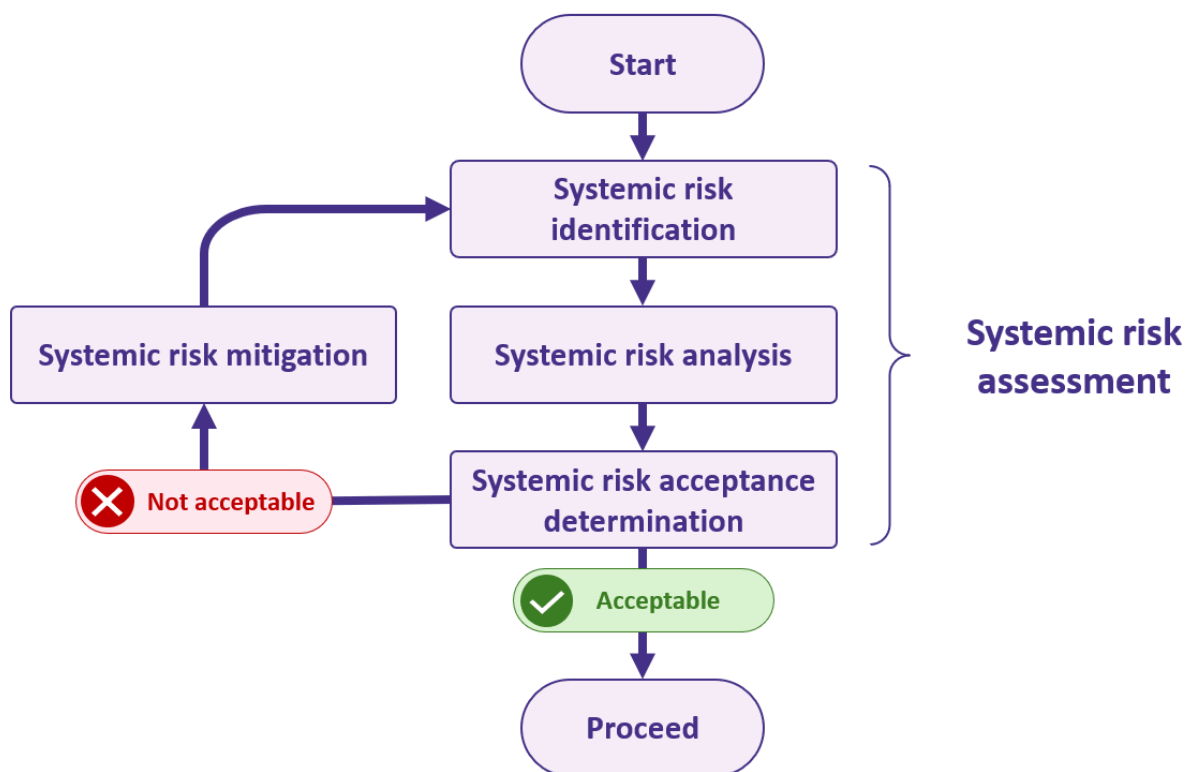 Start
Systemic risk
identification
Systemic risk mitigation
Systemic risk analysis
Systemic risk
assessment
Systemic risk acceptance
determination
Not acceptable
Acceptable
Proceed